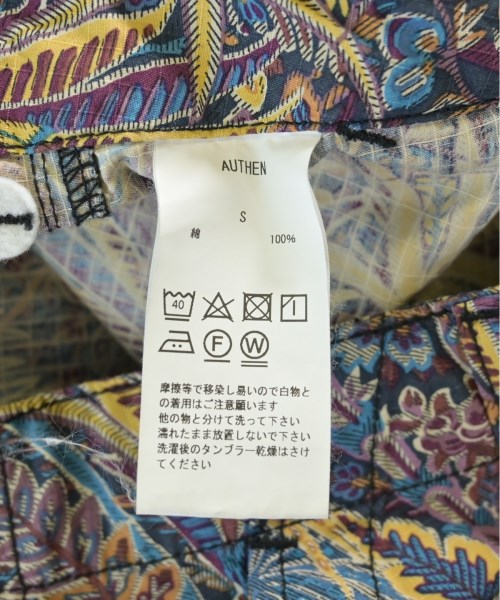 AUTHEN
S
綿 100%
40
F W
摩擦等で移染し易いので白物と
の着用はご注意願います
他の物と分けて洗って下さい
濡れたまま放置しないで下さい
洗濯後のタンブラー乾燥はさけ
てください